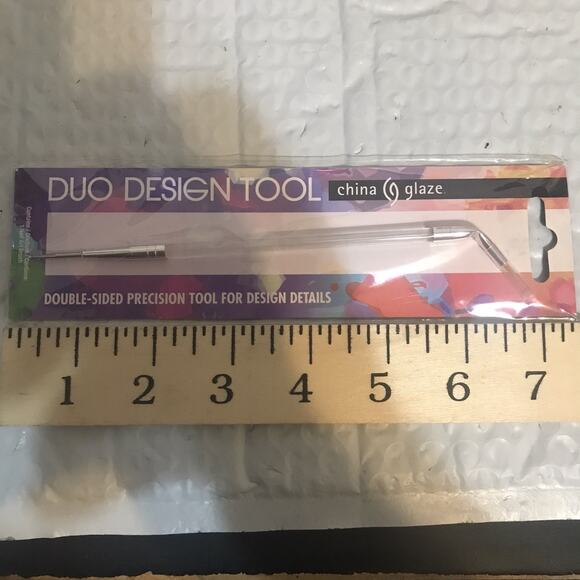 DUO DESIGN TOOL china glaze
DOUBLE-SIDED PRECISION TOOL FOR DESIGN DETAILS
1 2 3 4 5 6 7